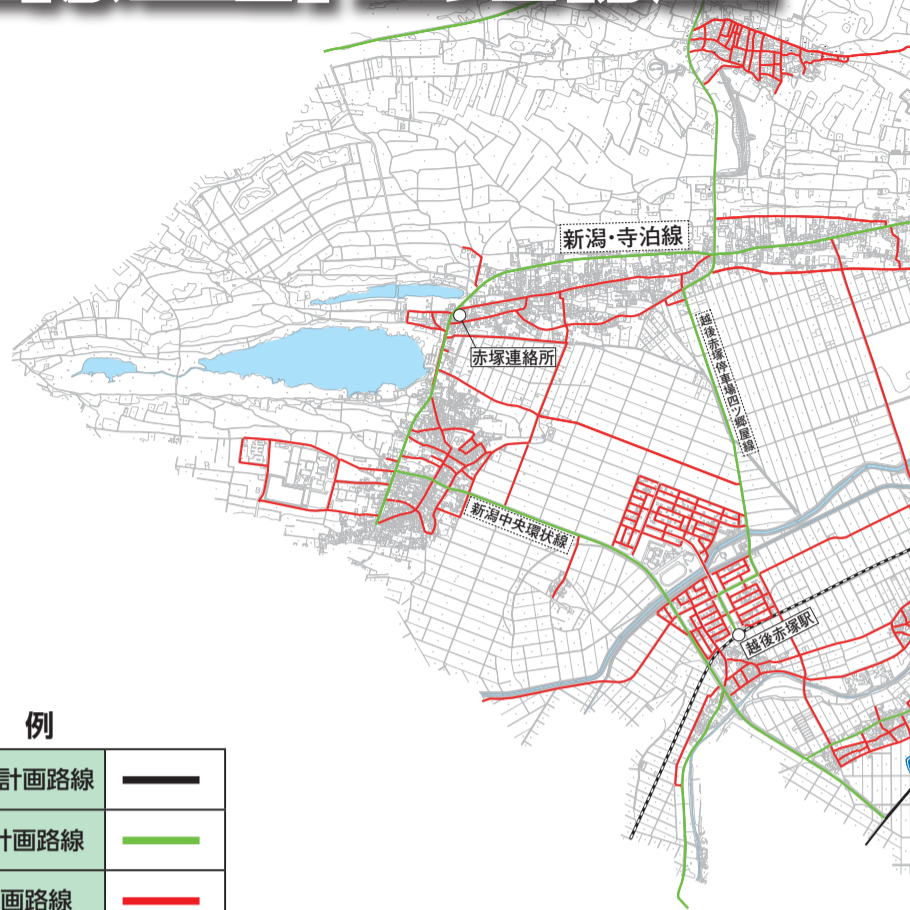 新潟・寺泊線
赤塚連絡所
越後赤塚停車場四ツ郷屋線
新潟中央環状線
越後赤塚駅
例
計画路線
計画路線
画路線